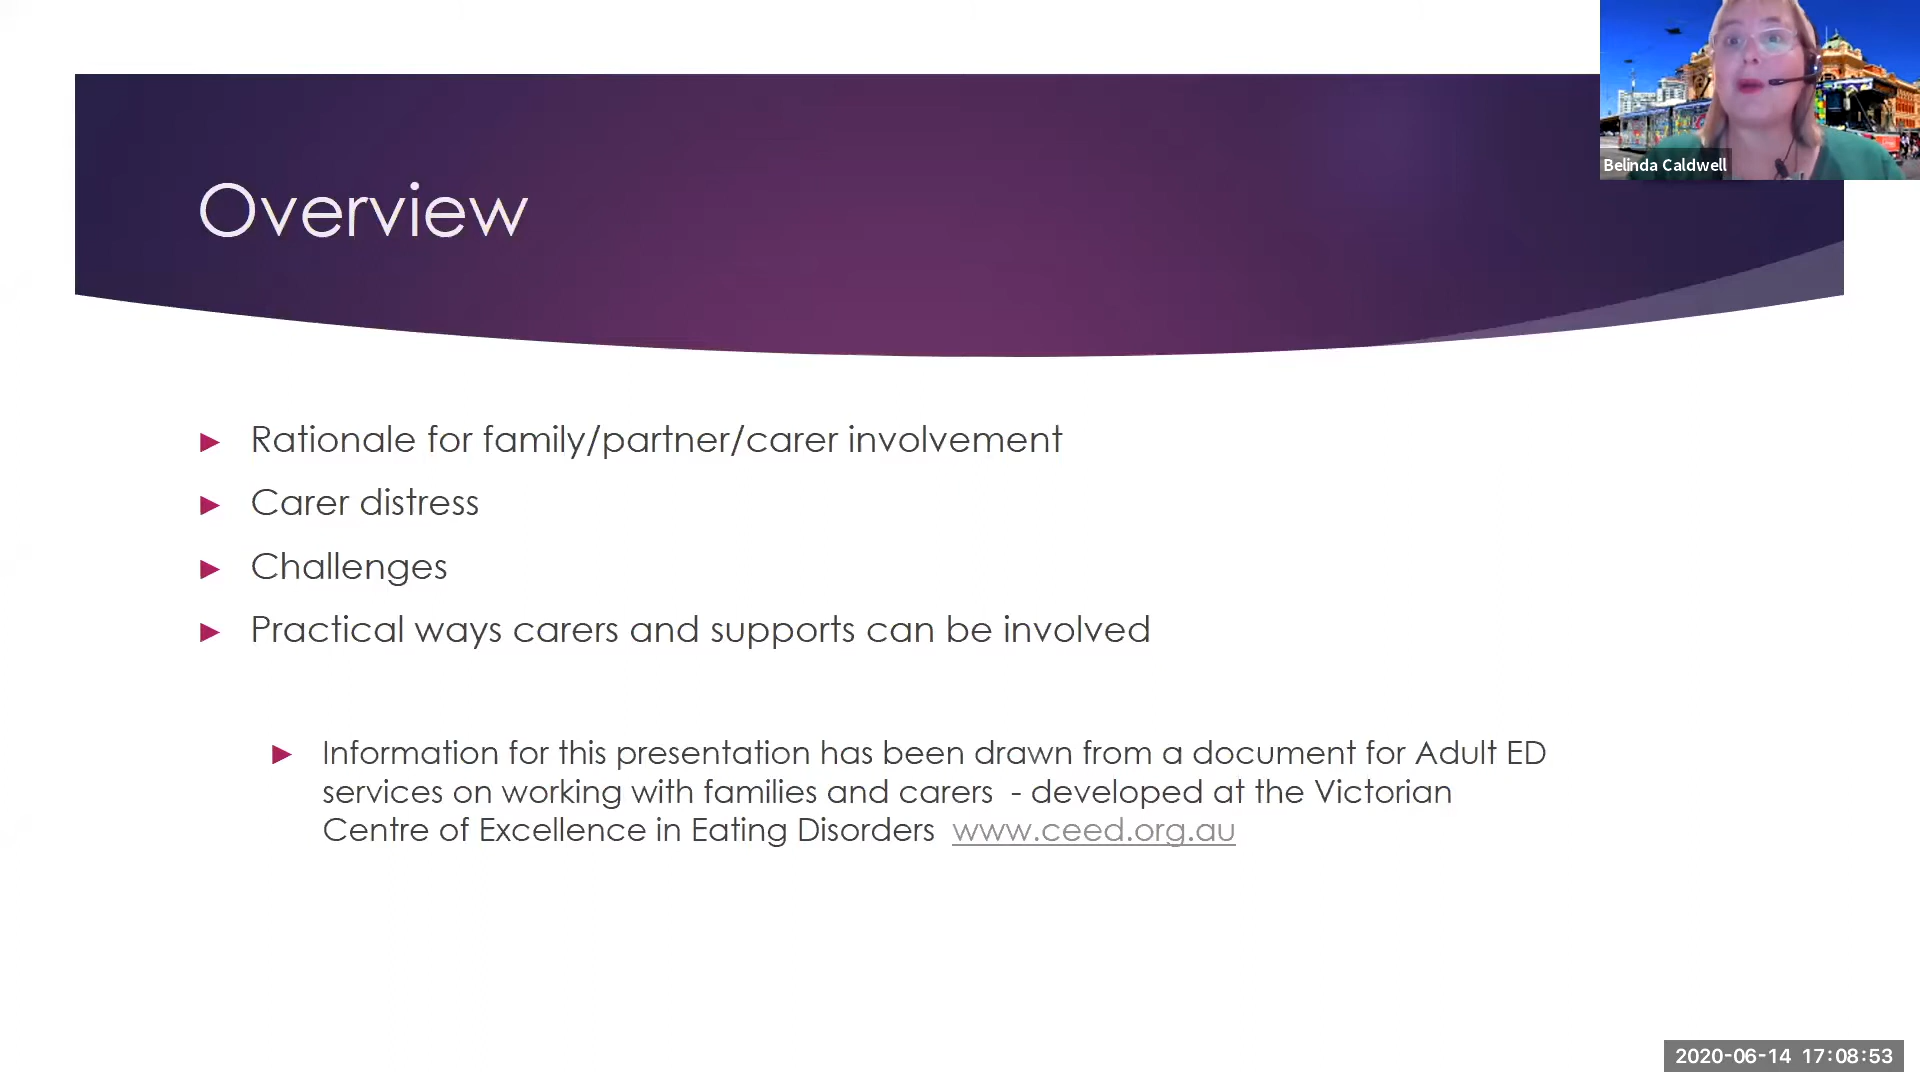 Belinda Caldwell
Overview
► Rationale for family/partner/carer involvement
► Carer distress
► Challenges
► Practical ways carers and supports can be involved
► Information for this presentation has been drawn from a document for Adult ED
services on working with families and carers  - developed at the Victorian
Centre of Excellence in Eating Disorders  www.ceed.org.au
2020-06-14 17:08:53